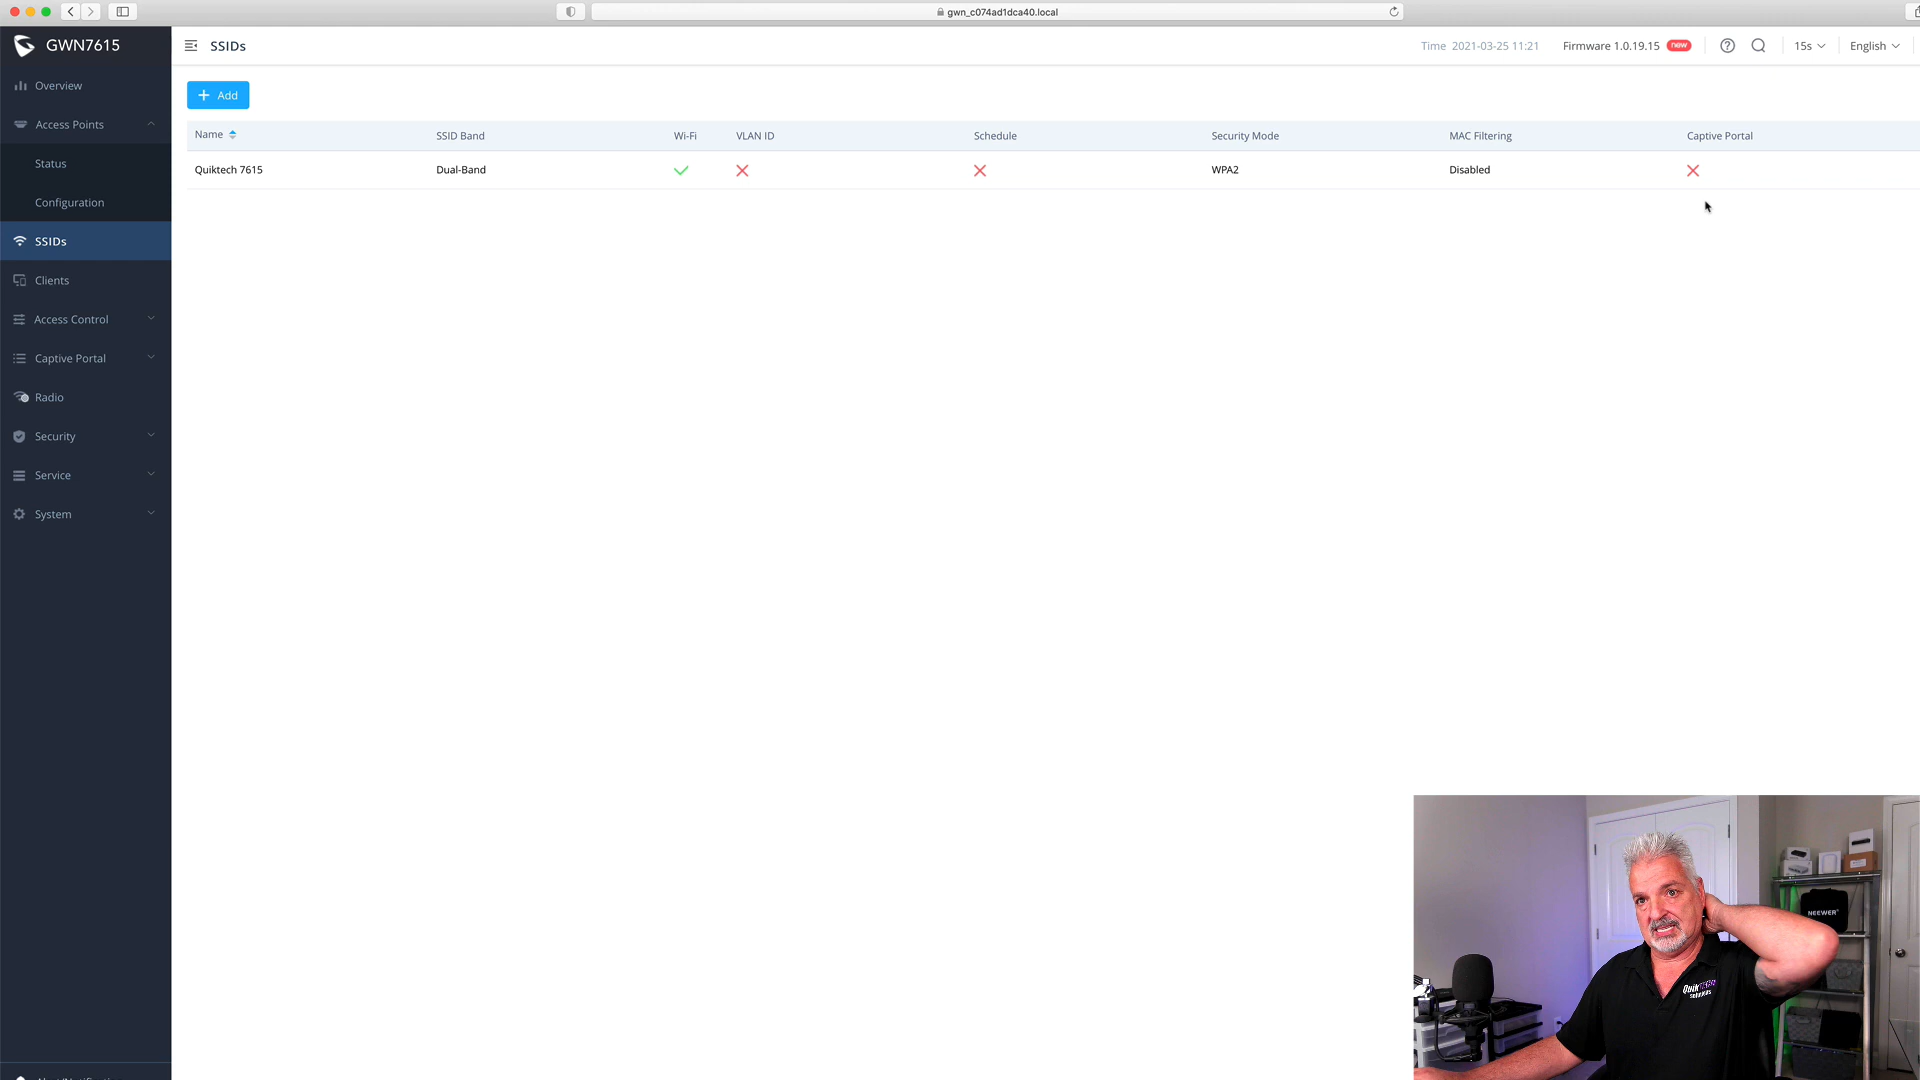 gwn_c074ad1dca40.local
GWN7615
SSIDs
Time 2021-03-25 11:21
Firmware 1.0.19.15 new
15s
English
Overview
Access Points
Status
Configuration
SSIDs
Clients
Access Control
Captive Portal
Radio
Security
Service
System
+ Add
Name SSID Band Wi-Fi VLAN ID Schedule Security Mode MAC Filtering Captive Portal
Quiktech 7615 Dual-Band WPA2 Disabled
NEEWER
QuikTECH
solutions